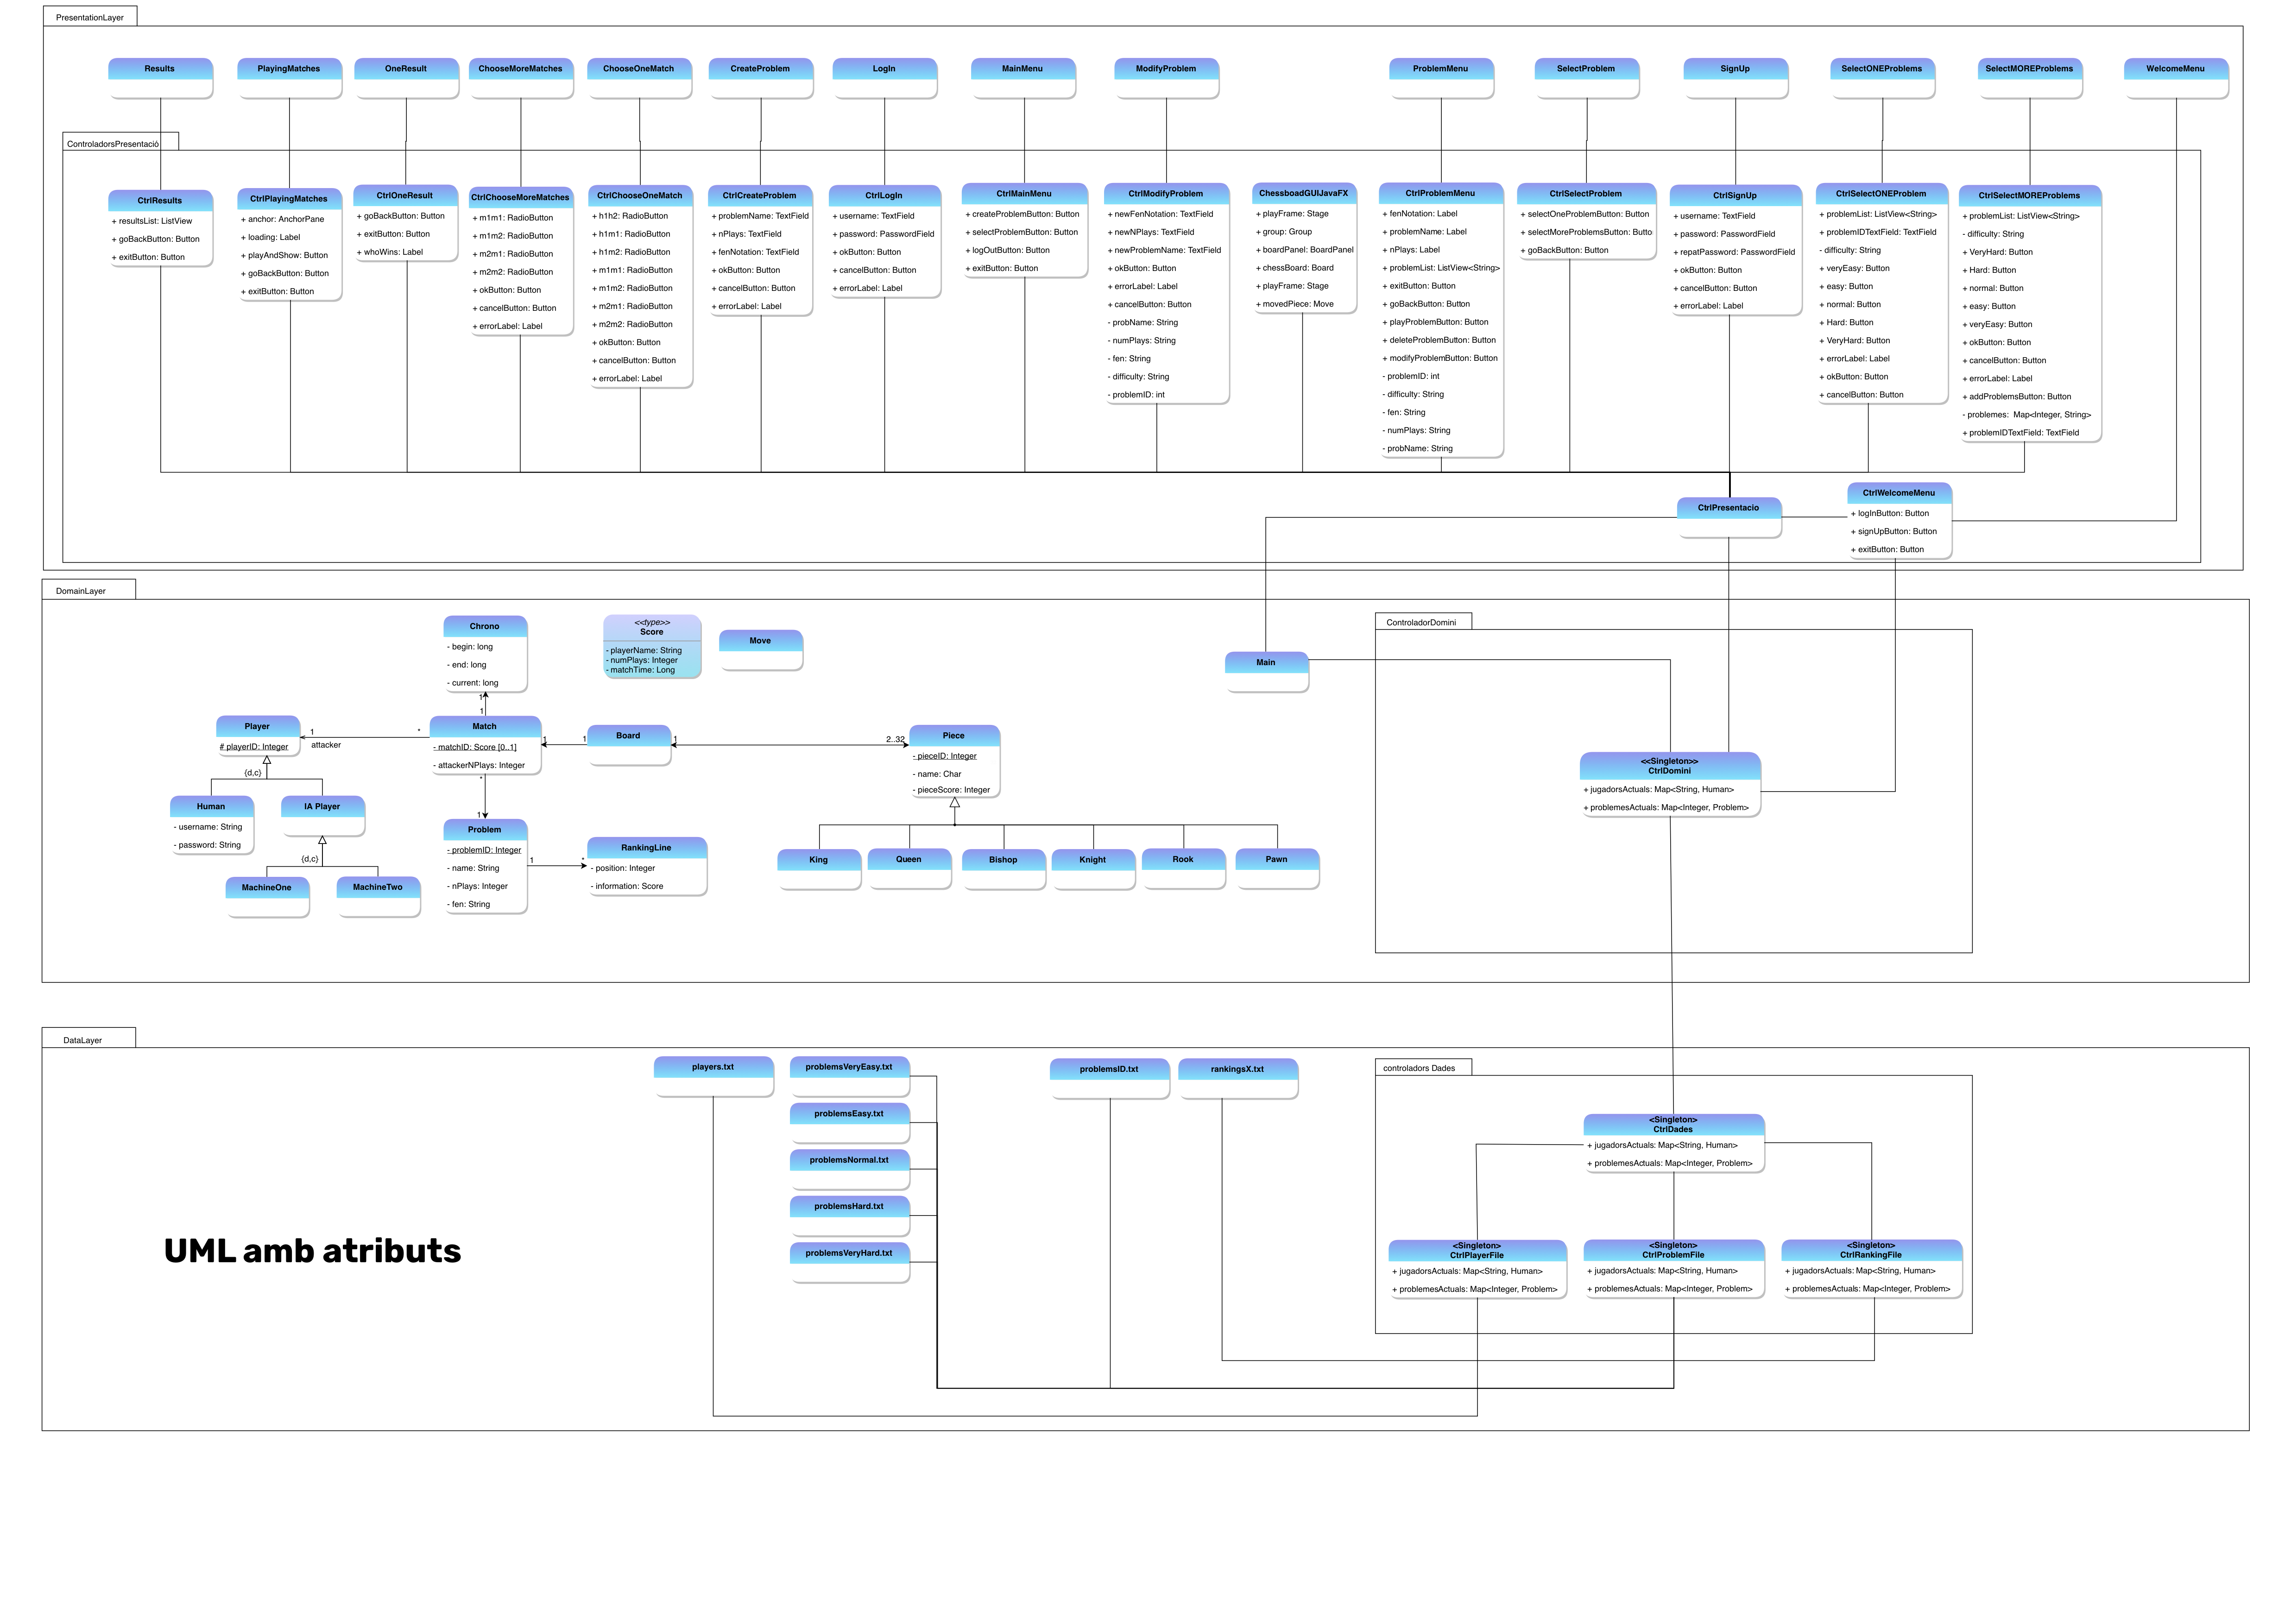 PresentationLayer
Results
PlayingMatches
OneResult
ChooseMoreMatches
ChooseOneMatch
CreateProblem
LogIn
MainMenu
ModifyProblem
ProblemMenu
SelectProblem
SignUp
SelectONEProblems
SelectMOREProblems
WelcomeMenu
ControladorsPresentació
CtrlResults
+ resultsList: ListView
+ goBackButton: Button
+ exitButton: Button
CtrlPlayingMatches
+ anchor: AnchorPane
+ loading: Label
+ playAndShow: Button
+ goBackButton: Button
+ exitButton: Button
CtrlOneResult
+ goBackButton: Button
+ exitButton: Button
+ whoWins: Label
CtrlChooseMoreMatches
+ m1m1: RadioButton
+ m1m2: RadioButton
+ m2m1: RadioButton
+ m2m2: RadioButton
+ okButton: Button
+ cancelButton: Button
+ errorLabel: Label
CtrlChooseOneMatch
+ h1h2: RadioButton
+ h1m1: RadioButton
+ h1m2: RadioButton
+ m1m1: RadioButton
+ m1m2: RadioButton
+ m2m1: RadioButton
+ m2m2: RadioButton
+ okButton: Button
+ cancelButton: Button
+ errorLabel: Label
CtrlCreateProblem
+ problemName: TextField
+ nPlays: TextField
+ fenNotation: TextField
+ okButton: Button
+ cancelButton: Button
+ errorLabel: Label
CtrlLogIn
+ username: TextField
+ password: PasswordField
+ okButton: Button
+ cancelButton: Button
+ errorLabel: Label
CtrlMainMenu
+ createProblemButton: Button
+ selectProblemButton: Button
+ logOutButton: Button
+ exitButton: Button
CtrlModifyProblem
+ newFenNotation: TextField
+ newNPlays: TextField
+ newProblemName: TextField
+ okButton: Button
+ errorLabel: Label
+ cancelButton: Button
- probName: String
- numPlays: String
- fen: String
- difficulty: String
- problemID: int
ChessboadGUIJavaFX
+ playFrame: Stage
+ group: Group
+ boardPanel: BoardPanel
+ chessBoard: Board
+ playFrame: Stage
+ movedPiece: Move
CtrlProblemMenu
+ fenNotation: Label
+ problemName: Label
+ nPlays: Label
+ problemList: ListView<String>
+ exitButton: Button
+ goBackButton: Button
+ playProblemButton: Button
+ deleteProblemButton: Button
+ modifyProblemButton: Button
- problemID: int
- difficulty: String
- fen: String
- numPlays: String
- probName: String
CtrlSelectProblem
+ selectOneProblemButton: Button
+ selectMoreProblemsButton: Butto
+ goBackButton: Button
CtrlSignUp
+ username: TextField
+ password: PasswordField
+ repatPassword: PasswordField
+ okButton: Button
+ cancelButton: Button
+ errorLabel: Label
CtrlSelectONEProblem
+ problemList: ListView<String>
+ problemIDTextField: TextField
- difficulty: String
+ veryEasy: Button
+ easy: Button
+ normal: Button
+ Hard: Button
+ VeryHard: Button
+ errorLabel: Label
+ okButton: Button
+ cancelButton: Button
CtrlSelectMOREProblems
+ problemList: ListView<String>
- difficulty: String
+ VeryHard: Button
+ Hard: Button
+ normal: Button
+ easy: Button
+ veryEasy: Button
+ okButton: Button
+ cancelButton: Button
+ errorLabel: Label
+ addProblemsButton: Button
- problemes: Map<Integer, String>
+ problemIDTextField: TextField
CtrlPresentacio
CtrlWelcomeMenu
+ logInButton: Button
+ signUpButton: Button
+ exitButton: Button
DomainLayer
Chrono
- begin: long
- end: long
- current: long
<<type>>
Score
- playerName: String
- numPlays: Integer
- matchTime: Long
Move
Main
ControladorDomini
1
1
Player
# playerID: Integer
1
attacker
*
Match
- matchID: Score [0..1]
- attackerNPlays: Integer
1
1
Board
1
2..32
Piece
- pieceID: Integer
- name: Char
- pieceScore: Integer
{d,c}
Human
- username: String
- password: String
IA Player
{d,c}
MachineOne
MachineTwo
*
1
Problem
- problemID: Integer
- name: String
- nPlays: Integer
- fen: String
1
*
RankingLine
- position: Integer
- information: Score
King
Queen
Bishop
Knight
Rook
Pawn
<<Singleton>>
CtrlDomini
+ jugadorsActuals: Map<String, Human>
+ problemesActuals: Map<Integer, Problem>
DataLayer
players.txt
problemsVeryEasy.txt
problemsEasy.txt
problemsNormal.txt
problemsHard.txt
problemsVeryHard.txt
problemsID.txt
rankingsX.txt
controladors Dades
<Singleton>
CtrlDades
+ jugadorsActuals: Map<String, Human>
+ problemesActuals: Map<Integer, Problem>
<Singleton>
CtrlPlayerFile
+ jugadorsActuals: Map<String, Human>
+ problemesActuals: Map<Integer, Problem>
<Singleton>
CtrlProblemFile
+ jugadorsActuals: Map<String, Human>
+ problemesActuals: Map<Integer, Problem>
<Singleton>
CtrlRankingFile
+ jugadorsActuals: Map<String, Human>
+ problemesActuals: Map<Integer, Problem>
UML amb atributs